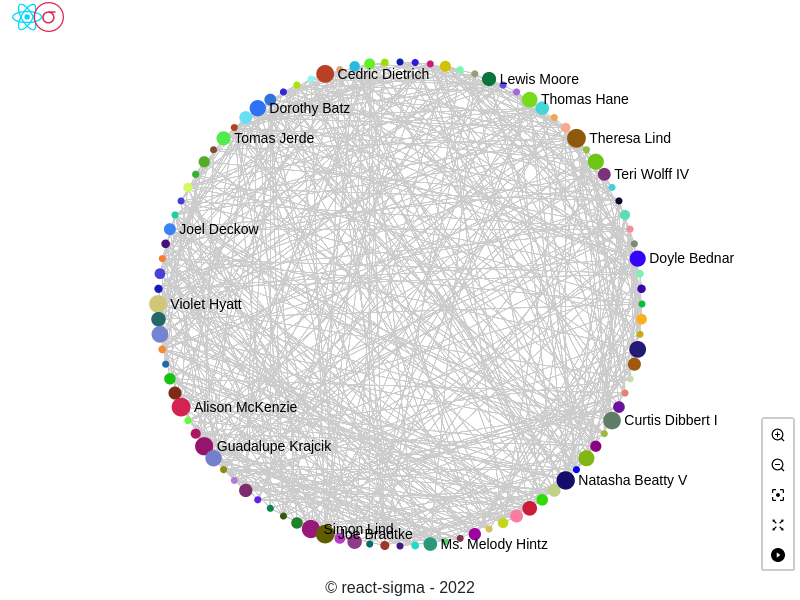 σ
Cedric Dietrich
Lewis Moore
Thomas Hane
Dorothy Batz
Tomas Jerde
Theresa Lind
Teri Wolff IV
Joel Deckow
Doyle Bednar
Violet Hyatt
Alison McKenzie
Curtis Dibbert I
Guadalupe Krajcik
Natasha Beatty V
Simon Lind
Joe Bradtke
Ms. Melody Hintz
© react-sigma - 2022